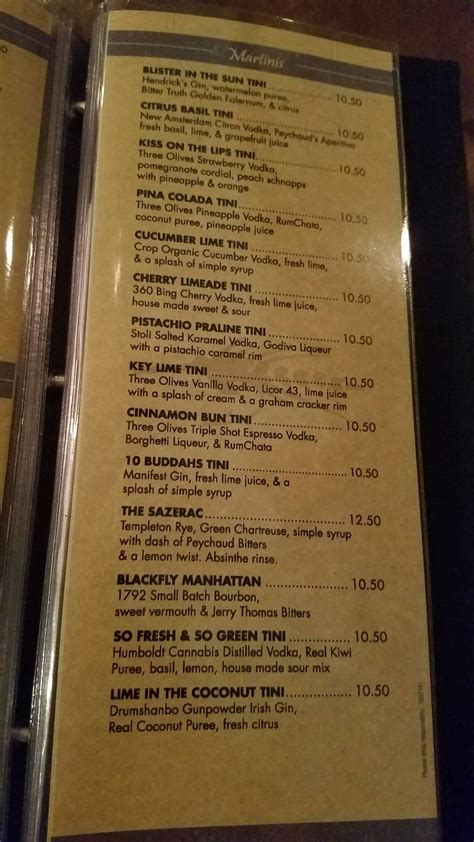 Martinis
BLISTER IN THE SUN TINI.................10.50
Hendrick's Gin, watermelon puree,
Bitter Truth Golden Falernum, & citrus
CITRUS BASIL TINI.................10.50
New Amsterdam Citron Vodka, Peychaud's Aperitivo
fresh basil, lime, & grapefruit juice
KISS ON THE LIPS TINI.................10.50
Three Olives Strawberry Vodka,
pomegranate cordial, peach schnapps
with pineapple & orange
PINA COLADA TINI.................10.50
Three Olives Pineapple Vodka, RumChata,
coconut puree, pineapple juice
CUCUMBER LIME TINI.................10.50
Crop Organic Cucumber Vodka, fresh lime,
& a splash of simple syrup
CHERRY LIMEADE TINI.................10.50
360 Bing Cherry Vodka, fresh lime juice,
house made sweet & sour
PISTACHIO PRALINE TINI.................10.50
Stoli Salted Karamel Vodka, Godiva Liqueur
with a pistachio caramel rim
KEY LIME TINI.................10.50
Three Olives Vanilla Vodka, Licor 43, lime juice
with a splash of cream & a graham cracker rim
CINNAMON BUN TINI.................10.50
Three Olives Triple Shot Espresso Vodka,
Borghetti Liqueur, & RumChata
10 BUDDAHS TINI.................10.50
Manifest Gin, fresh lime juice, & a
splash of simple syrup
THE SAZERAC.................12.50
Templeton Rye, Green Chartreuse, simple syrup
with dash of Peychaud Bitters
& a lemon twist. Absinthe rinse.
BLACKFLY MANHATTAN.................10.50
1792 Small Batch Bourbon,
sweet vermouth & Jerry Thomas Bitters
SO FRESH & SO GREEN TINI.................10.50
Humboldt Cannabis Distilled Vodka, Real Kiwi
Puree, basil, lemon, house made sour mix
LIME IN THE COCONUT TINI.................10.50
Drumshanbo Gunpowder Irish Gin,
Real Coconut Puree, fresh citrus
Please drink responsibly.